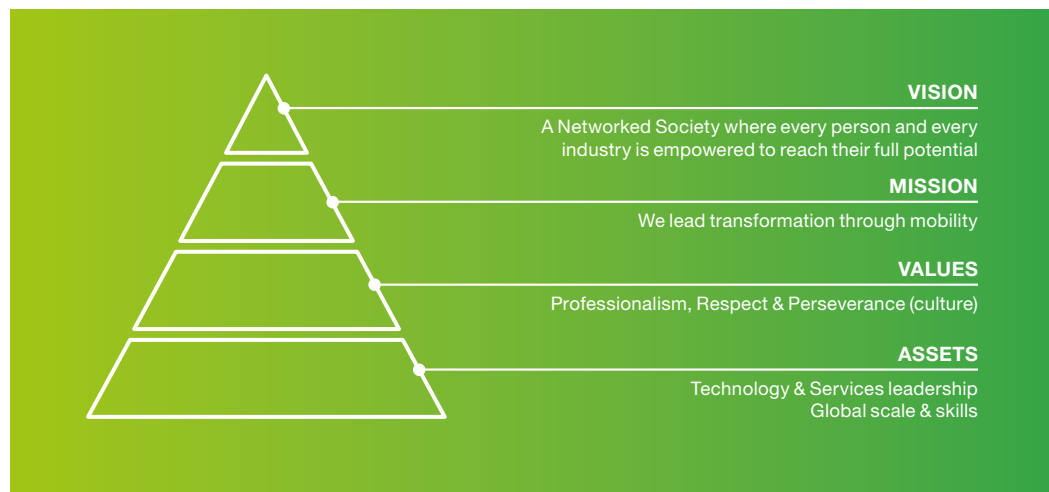 VISION
A Networked Society where every person and every
industry is empowered to reach their full potential
MISSION
We lead transformation through mobility
VALUES
Professionalism, Respect & Perseverance (culture)
ASSETS
Technology & Services leadership
Global scale & skills